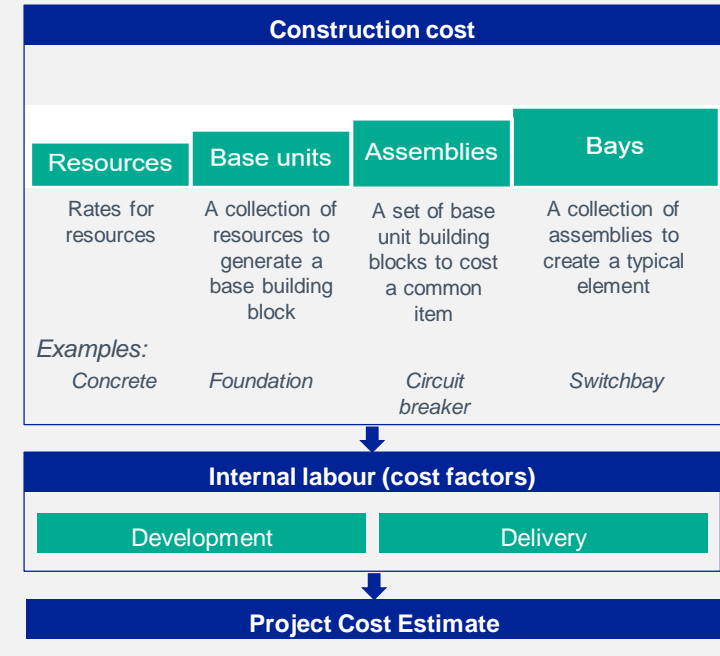 Construction cost
Resources
Base units
Assemblies
Bays
Rates for
resources
A collection of
resources to
generate a
base building
block
A set of base
unit building
blocks to cost
a common
item
A collection of
assemblies to
create a typical
element
Examples:
Concrete
Foundation
Circuit
breaker
Switchbay
Internal labour (cost factors)
Development
Delivery
Project Cost Estimate